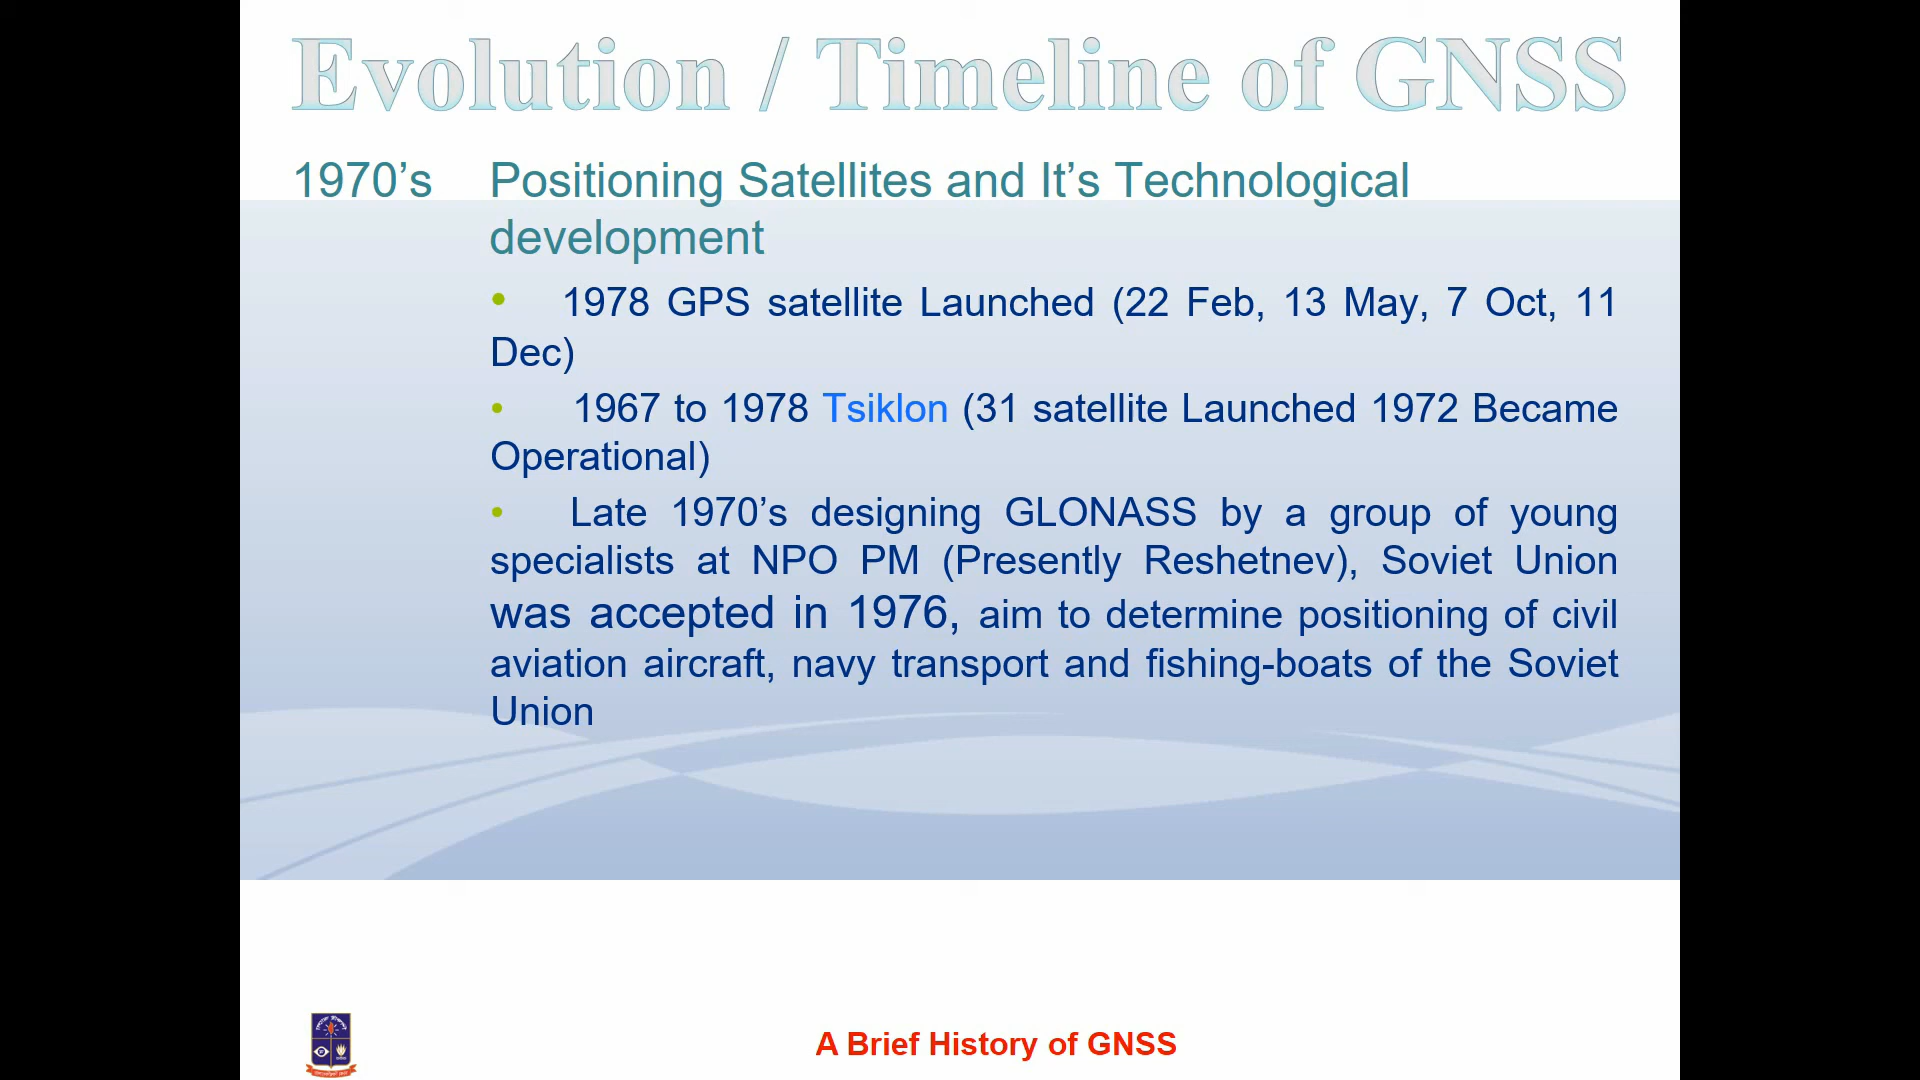 Evolution / Timeline of GNSS
1970’s Positioning Satellites and It’s Technological
development
• 1978 GPS satellite Launched (22 Feb, 13 May, 7 Oct, 11
Dec)
• 1967 to 1978 Tsiklon (31 satellite Launched 1972 Became
Operational)
• Late 1970’s designing GLONASS by a group of young
specialists at NPO PM (Presently Reshetnev), Soviet Union
was accepted in 1976, aim to determine positioning of civil
aviation aircraft, navy transport and fishing-boats of the Soviet
Union
A Brief History of GNSS